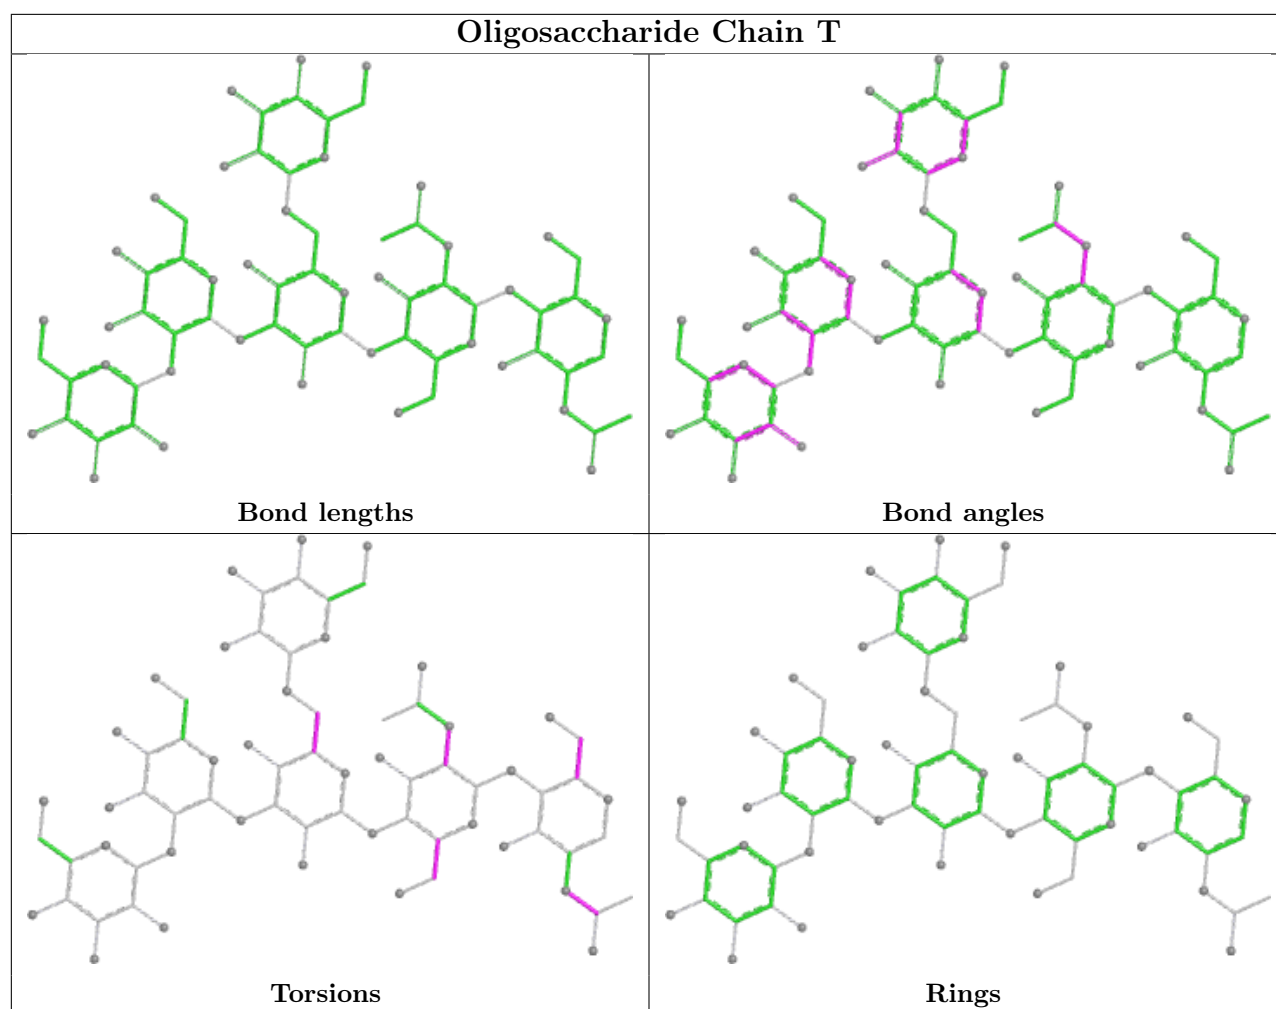 Oligosaccharide Chain T
Bond lengths
Bond angles
Torsions
Rings